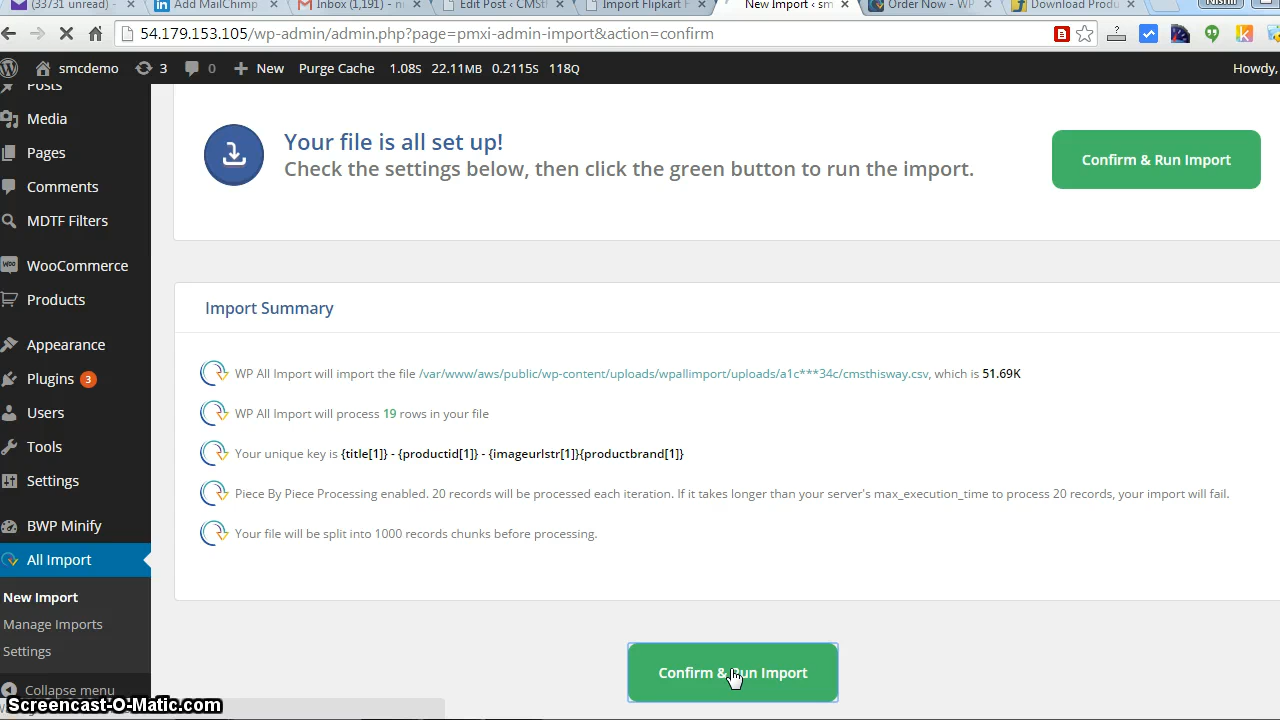 (33731 unread) -
Add MailChimp
Inbox (1,191) - n
Edit Post ‹ CMSTH
Import Flipkart F
New Import ‹ sm
Order Now - WP
Download Produ
54.179.153.105/wp-admin/admin.php?page=pmxi-admin-import&action=confirm
smcdemo
3
0
New
Purge Cache
1.08S 22.11MB 0.2115S 118Q
Howdy,
Posts
Media
Pages
Comments
MDTF Filters
WooCommerce
Products
Appearance
Plugins 3
Users
Tools
Settings
BWP Minify
All Import
New Import
Manage Imports
Settings
Collapse menu
Your file is all set up!
Check the settings below, then click the green button to run the import.
Confirm & Run Import
Import Summary
WP All Import will import the file /var/www/aws/public/wp-content/uploads/wpallimport/uploads/a1c***34c/cmsthisway.csv, which is 51.69K
WP All Import will process 19 rows in your file
Your unique key is {title[1]} - {productid[1]} - {imageurlstr[1]}{productbrand[1]}
Piece By Piece Processing enabled. 20 records will be processed each iteration. If it takes longer than your server's max_execution_time to process 20 records, your import will fail.
Your file will be split into 1000 records chunks before processing.
Confirm & Run Import
Screencast-O-Matic.com